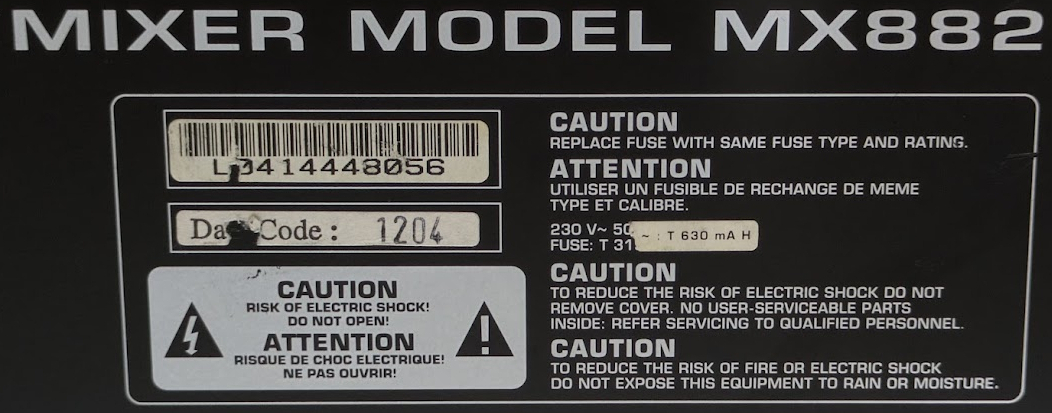 MIXER MODEL MX882
L0414448056
Code : 1204
CAUTION
RISK OF ELECTRIC SHOCK!
DO NOT OPEN!
ATTENTION
RISQUE DE CHOC ELECTRIQUE!
NE PAS OUVRIR!
CAUTION
REPLACE FUSE WITH SAME FUSE TYPE AND RATING.
ATTENTION
UTILISER UN FUSIBLE DE RECHANGE DE MEME
TYPE ET CALIBRE.
230 V~
FUSE: T
~ : T 630 mA H
CAUTION
TO REDUCE THE RISK OF ELECTRIC SHOCK DO NOT
REMOVE COVER. NO USER-SERVICEABLE PARTS
INSIDE: REFER SERVICING TO QUALIFIED PERSONNEL.
CAUTION
TO REDUCE THE RISK OF FIRE OR ELECTRIC SHOCK
DO NOT EXPOSE THIS EQUIPMENT TO RAIN OR MOISTURE.